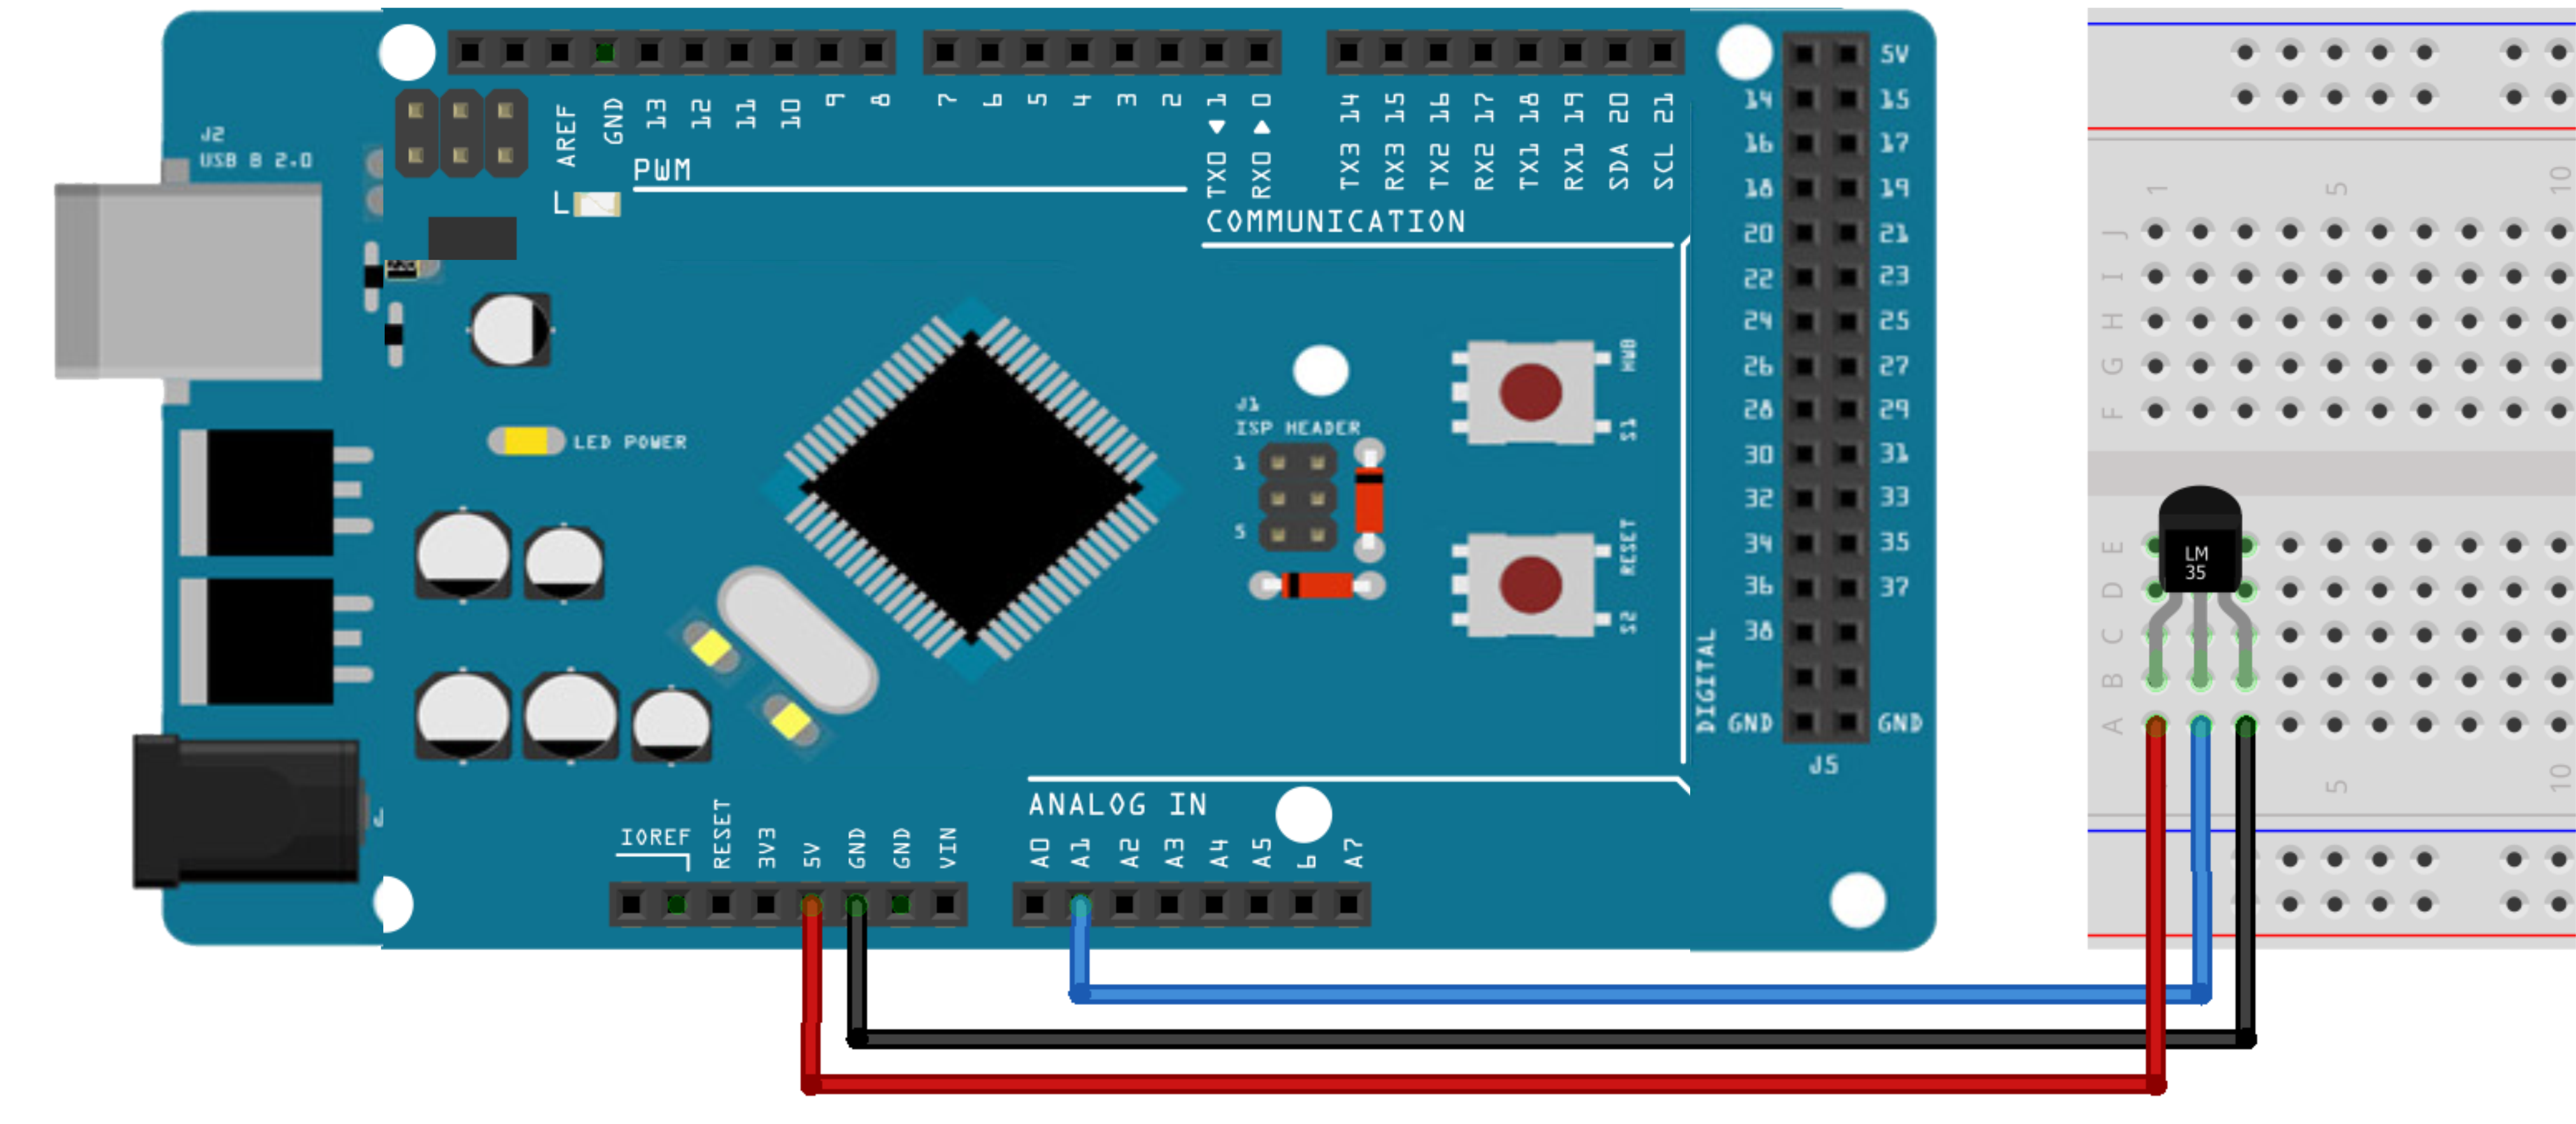 J2
USB B 2.0
AREF
GND
13
12
11
10
9
8
7
6
5
4
3
2
TX0 ◀ 1
RX0 ▶ 0
TX3 14
RX3 15
TX2 16
RX2 17
TX1 18
RX1 19
SDA 20
SCL 21
L
PWM
COMMUNICATION
5V
14 15
16 17
18 19
20 21
22 23
24 25
26 27
28 29
30 31
32 33
34 35
36 37
38
GND GND
DIGITAL
J5
LED POWER
J1
ISP HEADER
1
5
HWB
S1
RESET
S2
J
ANALOG IN
IOREF
RESET
3V3
5V
GND
GND
VIN
A0
A1
A2
A3
A4
A5
6
A7
1 5 10
J
I
H
G
F
LM
35
E
D
C
B
A
5 10